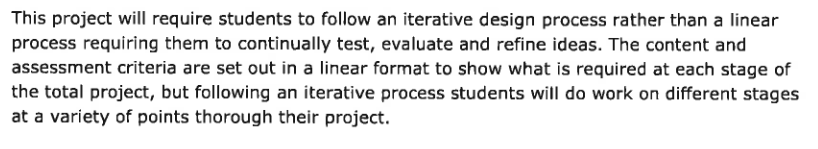 This project will require students to follow an iterative design process rather than a linear
process requiring them to continually test, evaluate and refine ideas. The content and
assessment criteria are set out in a linear format to show what is required at each stage of
the total project, but following an iterative process students will do work on different stages
at a variety of points thorough their project.